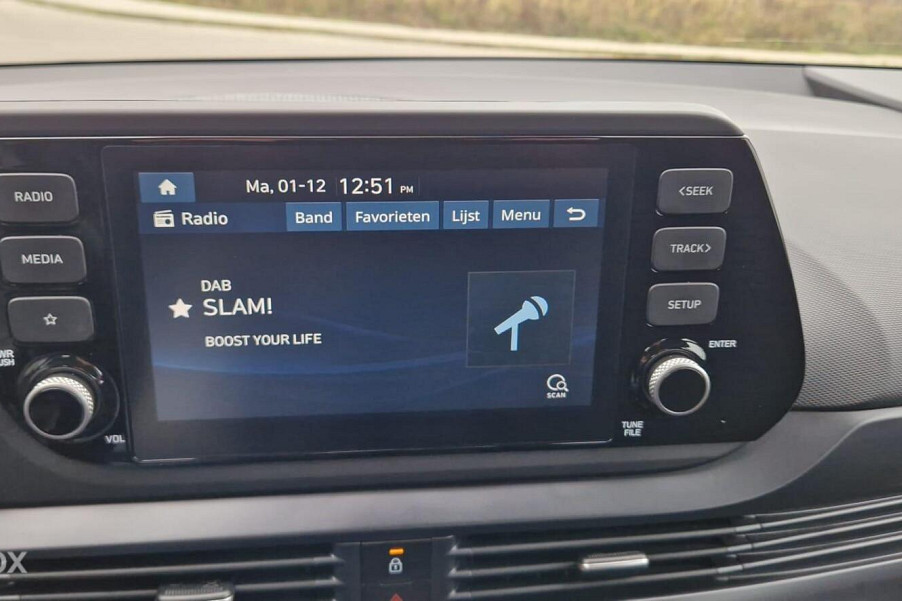 RADIO
MEDIA
VOL
Ma, 01-12 12:51 PM
Radio Band Favorieten Lijst Menu
DAB
SLAM!
BOOST YOUR LIFE
SCAN
<SEEK
TRACK>
SETUP
ENTER
TUNE
FILE